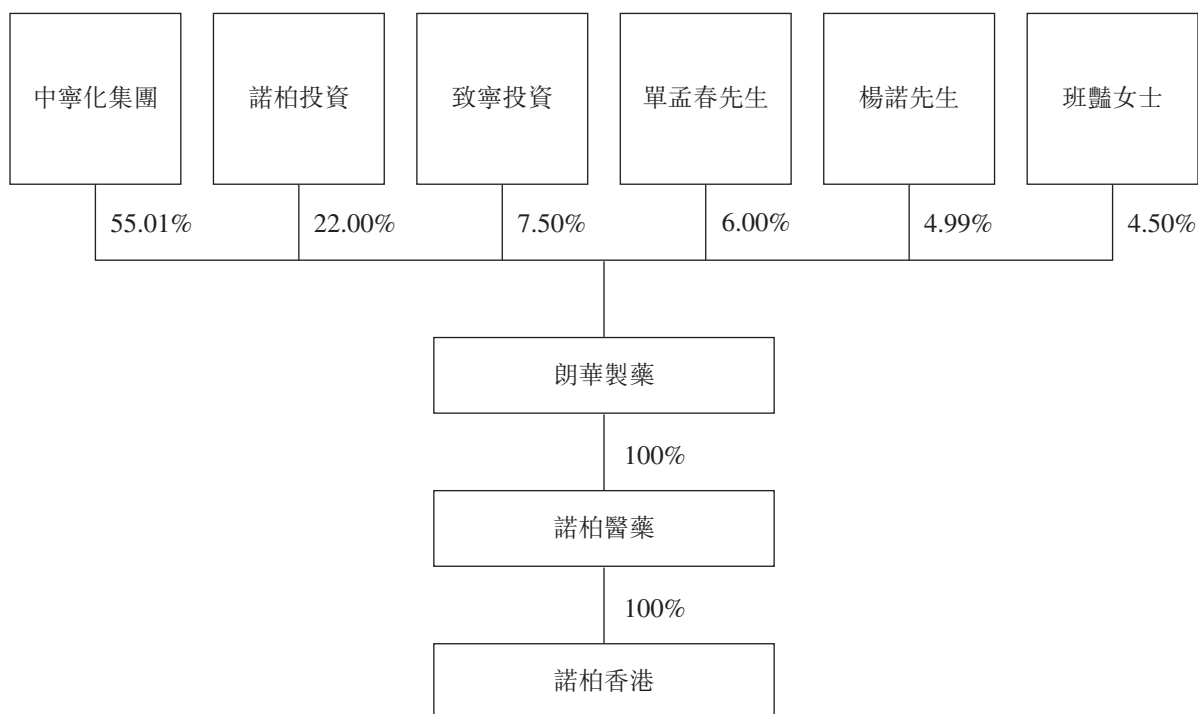 中寧化集團
諾柏投資
致寧投資
單孟春先生
楊諾先生
班豔女士
55.01%
22.00%
7.50%
6.00%
4.99%
4.50%
朗華製藥
100%
諾柏醫藥
100%
諾柏香港